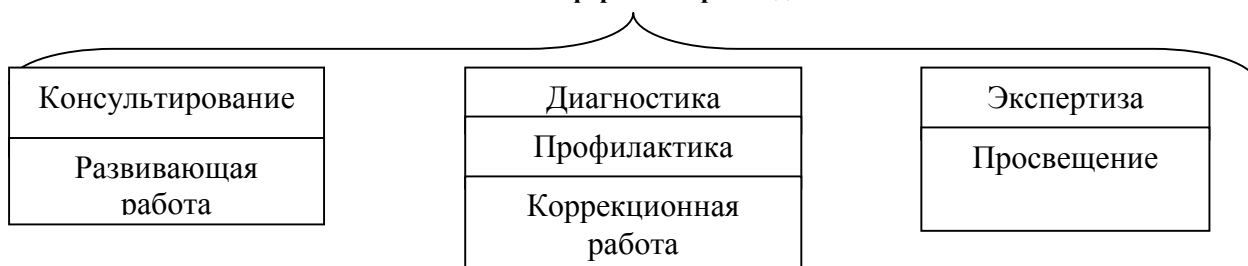 Консультирование
Развивающая
работа
Диагностика
Профилактика
Коррекционная
работа
Экспертиза
Просвещение